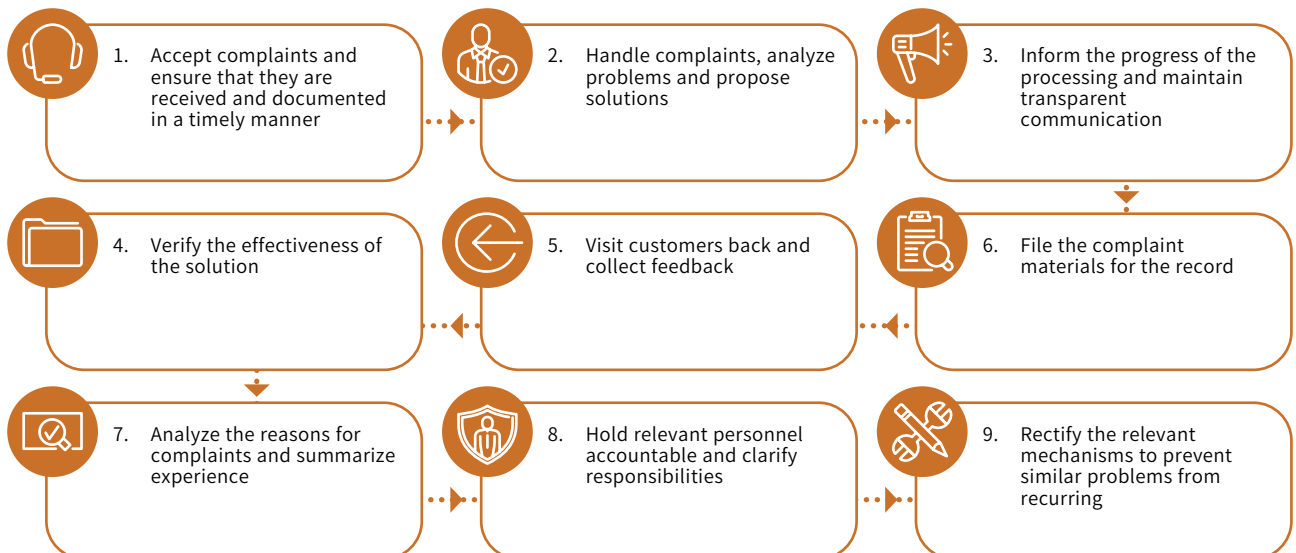 1. Accept complaints and
ensure that they are
received and documented
in a timely manner
2. Handle complaints, analyze
problems and propose
solutions
3. Inform the progress of the
processing and maintain
transparent
communication
4. Verify the effectiveness of
the solution
5. Visit customers back and
collect feedback
6. File the complaint
materials for the record
7. Analyze the reasons for
complaints and summarize
experience
8. Hold relevant personnel
accountable and clarify
responsibilities
9. Rectify the relevant
mechanisms to prevent
similar problems from
recurring